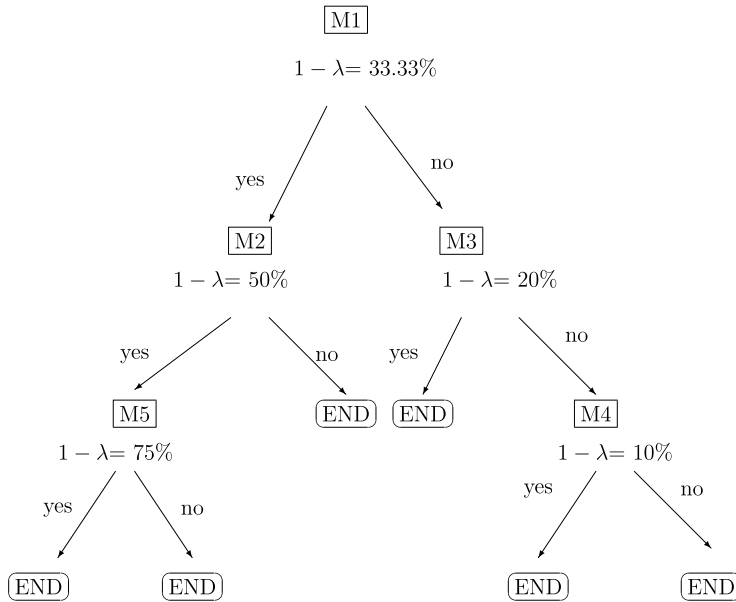 M1
1 − λ= 33.33%
yes
no
M2
M3
1 − λ= 50%
1 − λ= 20%
yes
no
yes
no
M5
END
END
M4
1 − λ= 75%
1 − λ= 10%
yes
no
yes
no
END
END
END
END